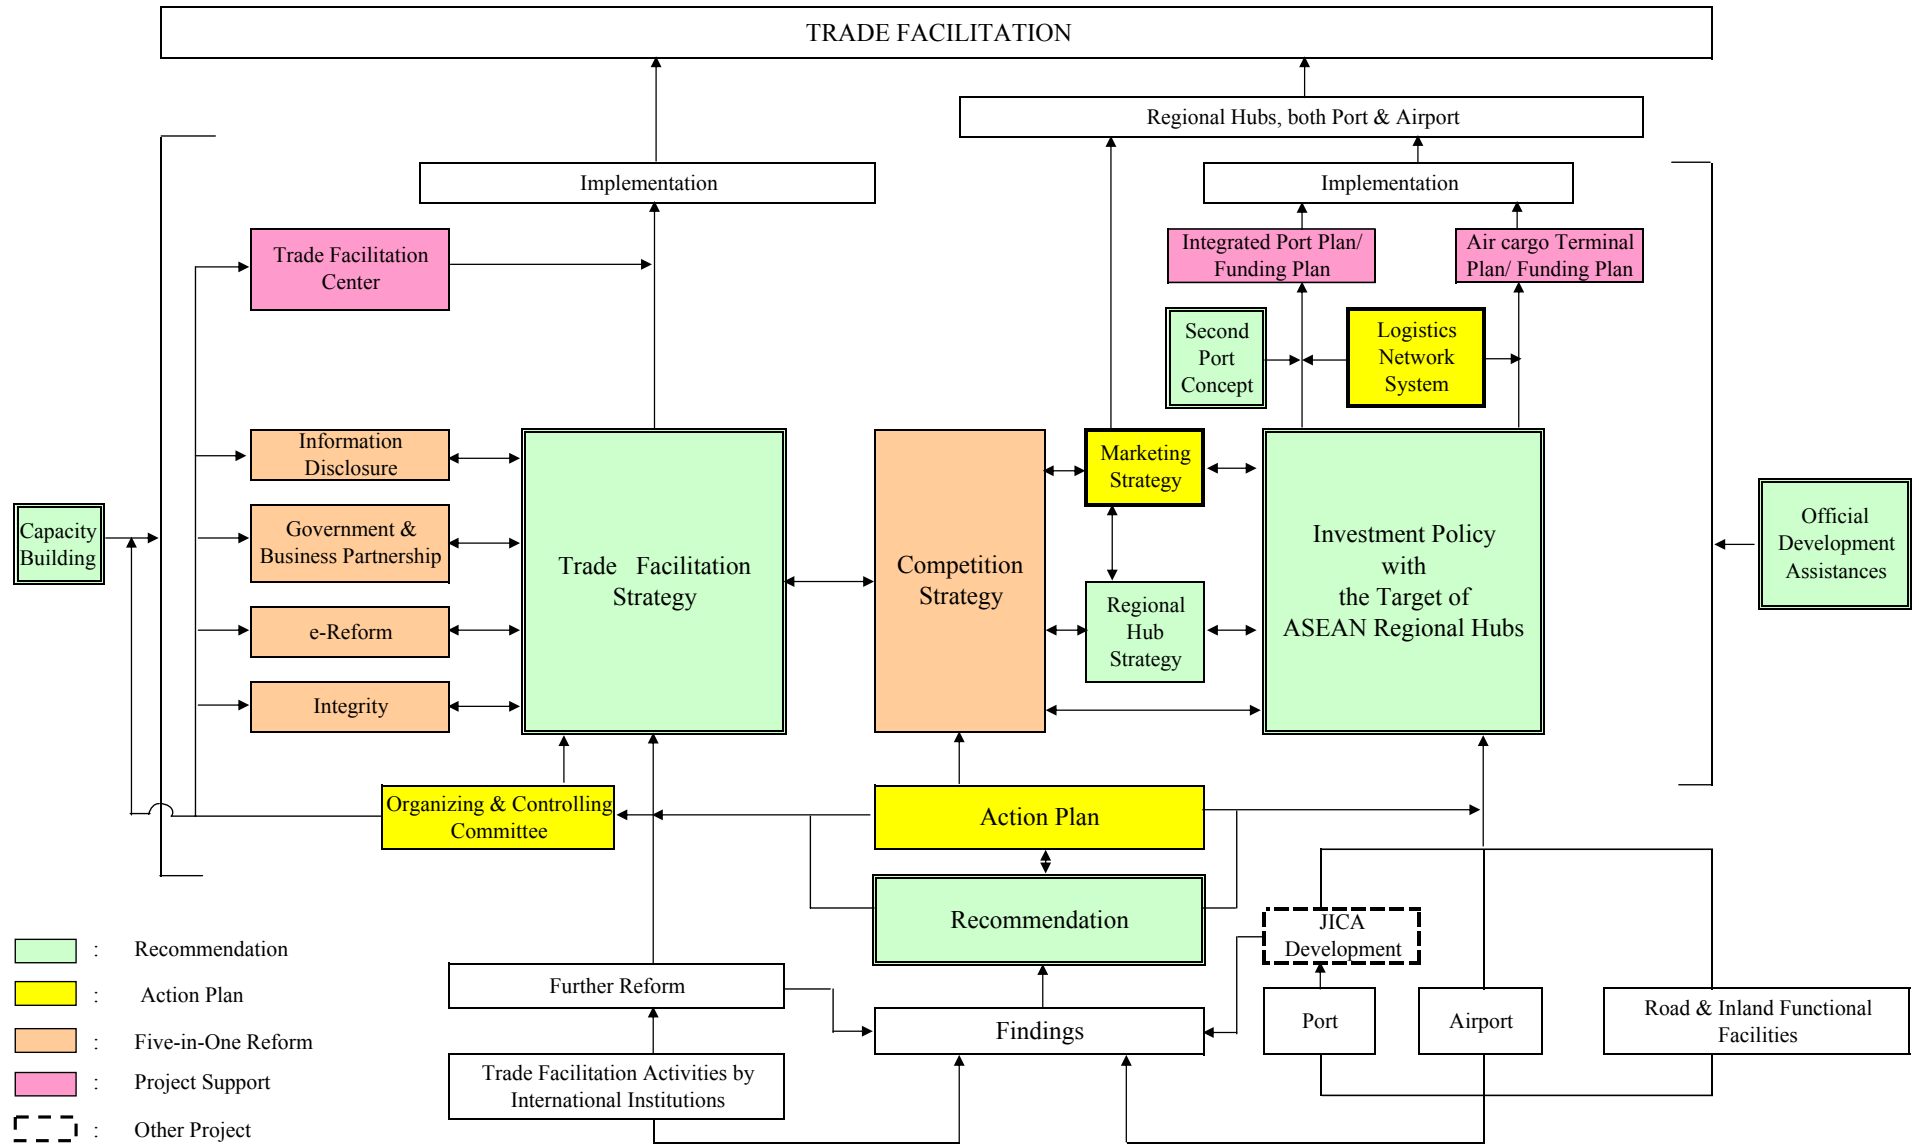 TRADE FACILITATION
Regional Hubs, both Port & Airport
Implementation
Implementation
Trade Facilitation
Center
Integrated Port Plan/
Funding Plan
Air cargo Terminal
Plan/ Funding Plan
Second
Port
Concept
Logistics
Network
System
Information
Disclosure
Government &
Business Partnership
e-Reform
Integrity
Capacity
Building
Trade Facilitation
Strategy
Competition
Strategy
Marketing
Strategy
Regional
Hub
Strategy
Investment Policy
with
the Target of
ASEAN Regional Hubs
Official
Development
Assistances
Organizing & Controlling
Committee
Action Plan
Recommendation
JICA
Development
Further Reform
Findings
Port
Airport
Road & Inland Functional
Facilities
Trade Facilitation Activities by
International Institutions
: Recommendation
: Action Plan
: Five-in-One Reform
: Project Support
: Other Project